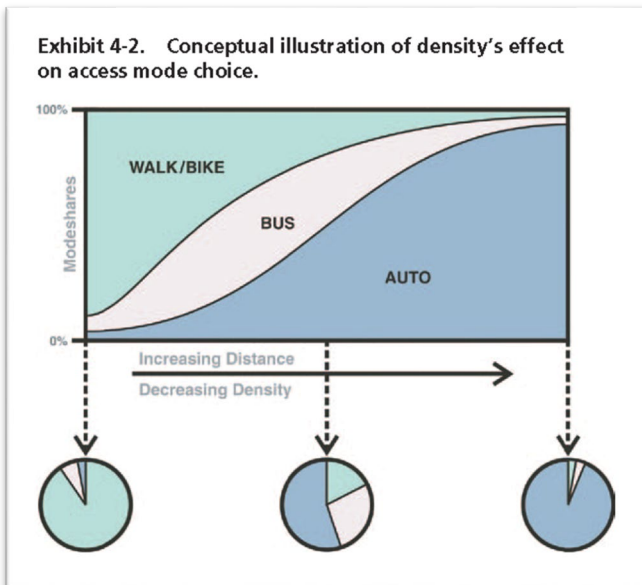 Exhibit 4-2. Conceptual illustration of density's effect
on access mode choice.
100%
WALK/BIKE
BUS
AUTO
Modeshares
0%
Increasing Distance
Decreasing Density